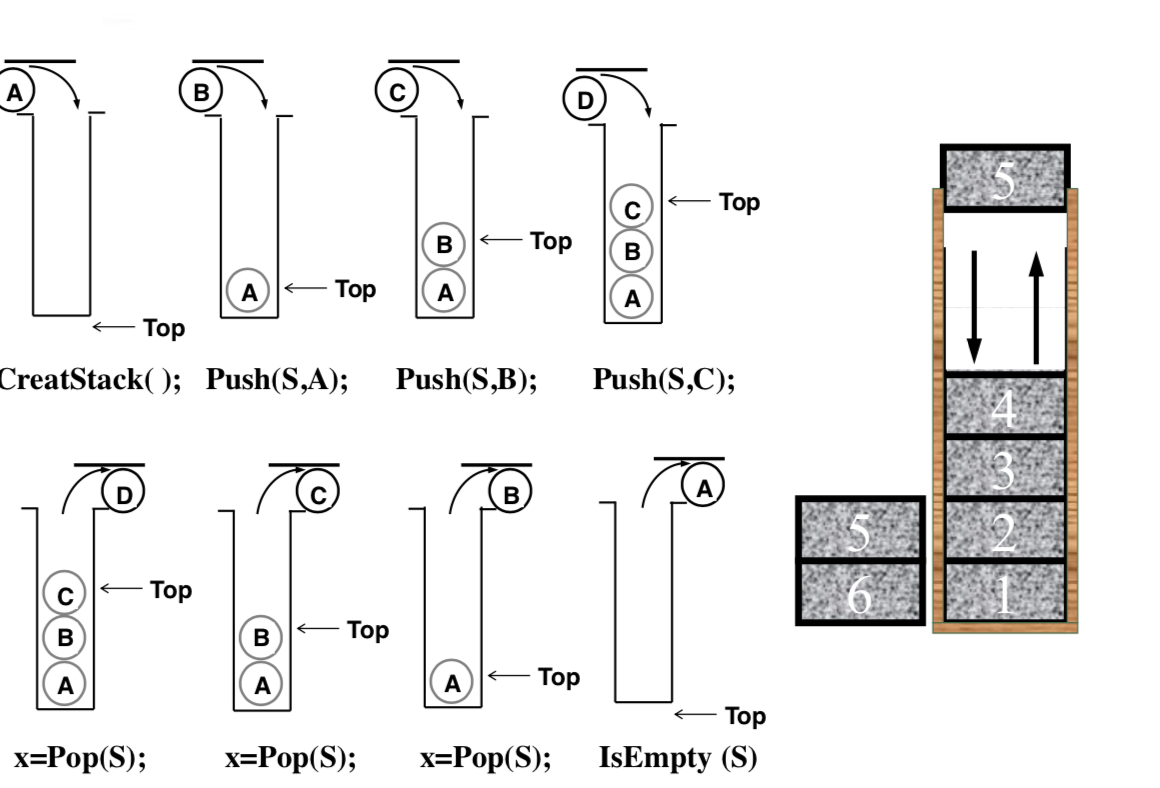 A
B
C
D
Top
A
Top
B
A
Top
C
B
A
Top
CreatStack( );
Push(S,A);
Push(S,B);
Push(S,C);
D
C
B
A
C
B
A
Top
B
A
Top
A
Top
Top
x=Pop(S);
x=Pop(S);
x=Pop(S);
IsEmpty (S)
5
4
3
2
1
5
6